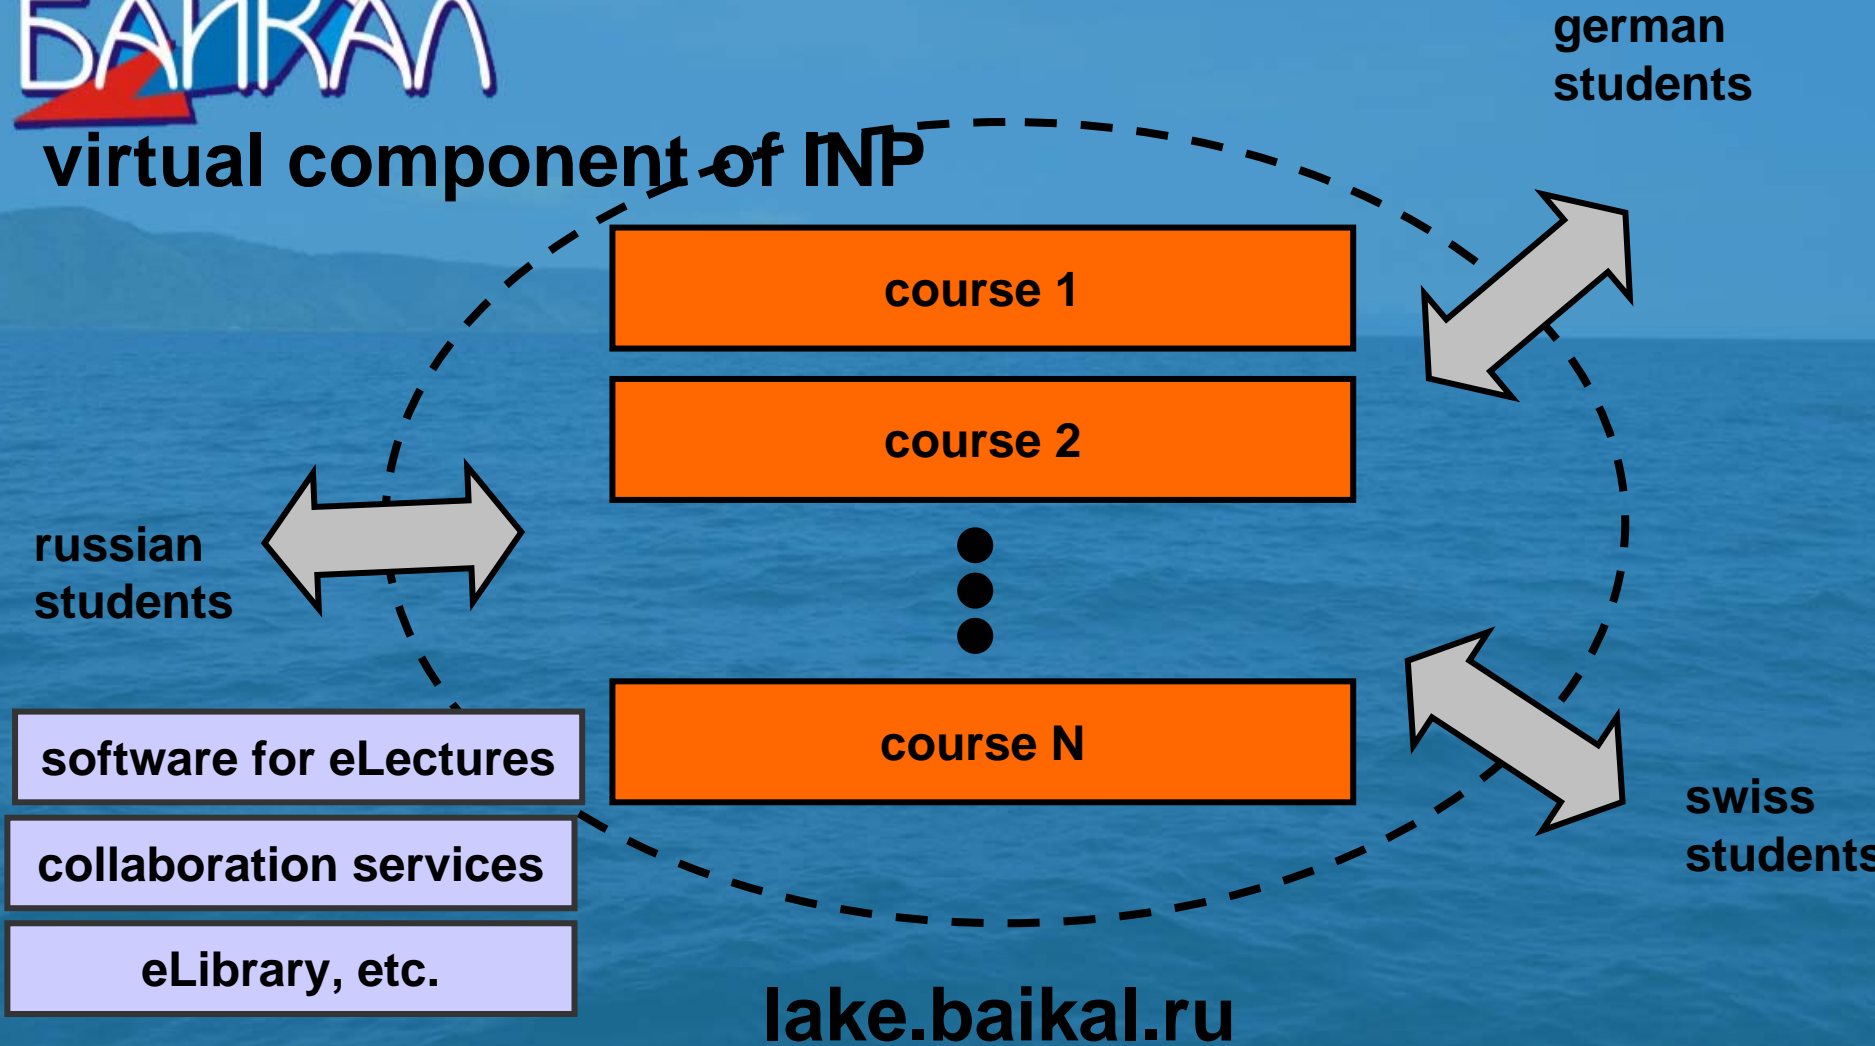 БАЙКАЛ
german
students
virtual component of INP
course 1
course 2
russian
students
course N
software for eLectures
swiss
students
collaboration services
eLibrary, etc.
lake.baikal.ru